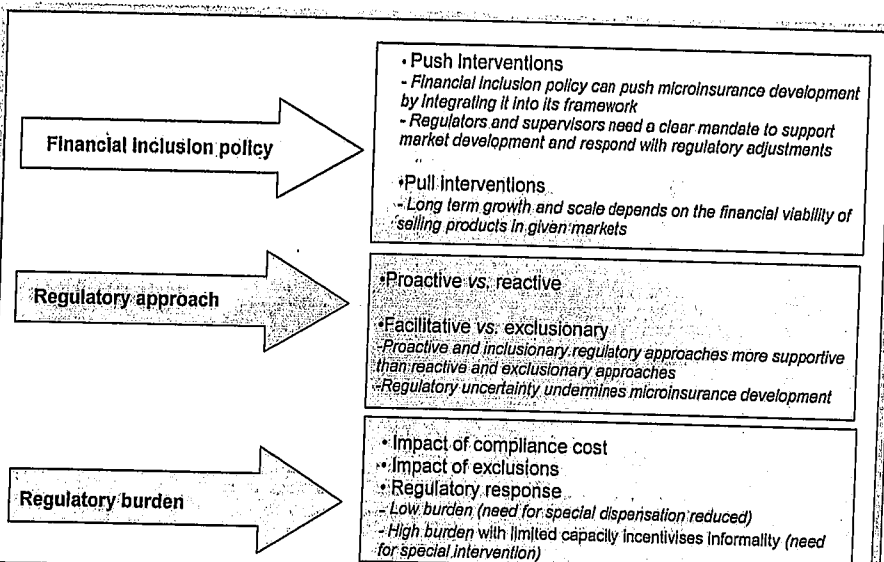 Financial inclusion policy
• Push Interventions
- Financial inclusion policy can push microinsurance development
by integrating it into its framework
- Regulators and supervisors need a clear mandate to support
market development and respond with regulatory adjustments
•Pull interventions
- Long term growth and scale depends on the financial viability of
selling products in given markets
Regulatory approach
•Proactive vs. reactive
•Facilitative vs. exclusionary
-Proactive and inclusionary regulatory approaches more supportive
than reactive and exclusionary approaches
-Regulatory uncertainty undermines microinsurance development
Regulatory burden
• Impact of compliance cost
• Impact of exclusions
• Regulatory response
- Low burden (need for special dispensation reduced)
- High burden with limited capacity incentivises informality (need
for special intervention)